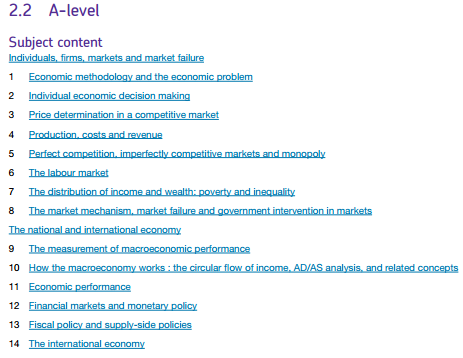 2.2 A-level
Subject content
Individuals, firms, markets and market failure
1 Economic methodology and the economic problem
2 Individual economic decision making
3 Price determination in a competitive market
4 Production, costs and revenue
5 Perfect competition, imperfectly competitive markets and monopoly
6 The labour market
7 The distribution of income and wealth: poverty and inequality
8 The market mechanism, market failure and government intervention in markets
The national and international economy
9 The measurement of macroeconomic performance
10 How the macroeconomy works : the circular flow of income, AD/AS analysis, and related concepts
11 Economic performance
12 Financial markets and monetary policy
13 Fiscal policy and supply-side policies
14 The international economy